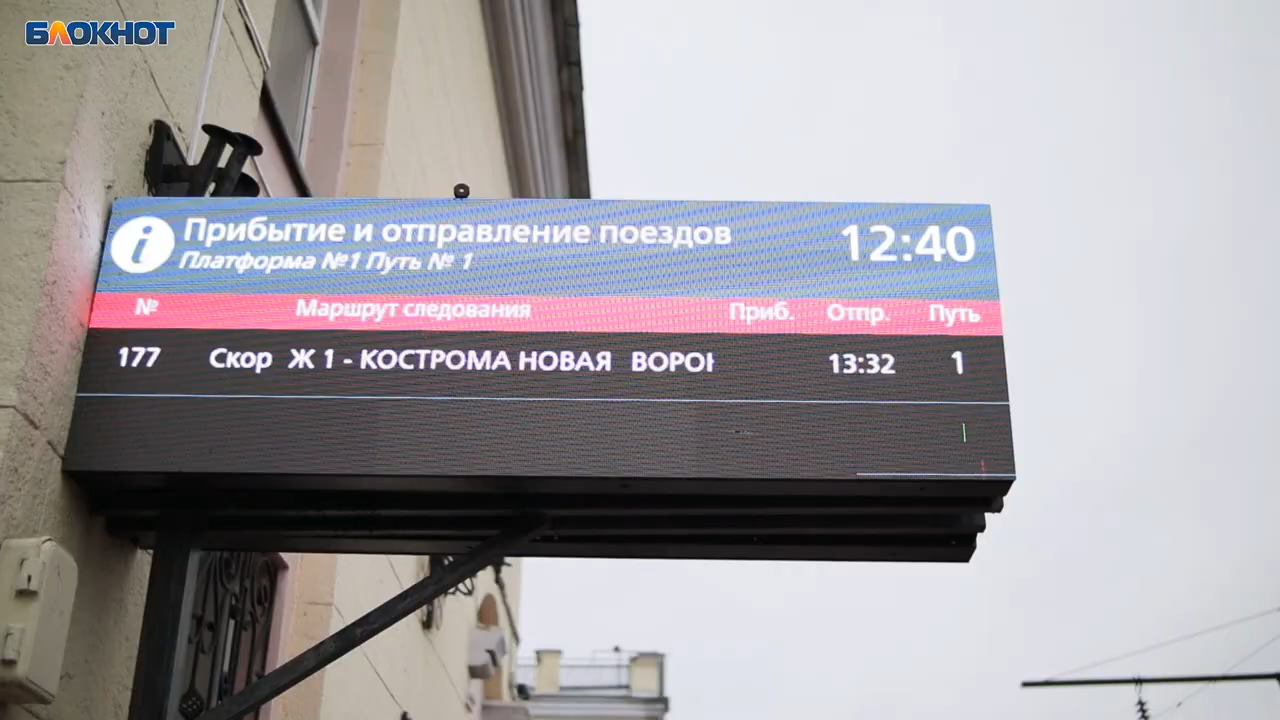 БЛОКНОТ
Прибытие и отправление поездов 12:40
Платформа №1 Путь № 1
№ Маршрут следования Приб. Отпр. Путь
177 Скор Ж 1 - КОСТРОМА НОВАЯ ВОРО 13:32 1